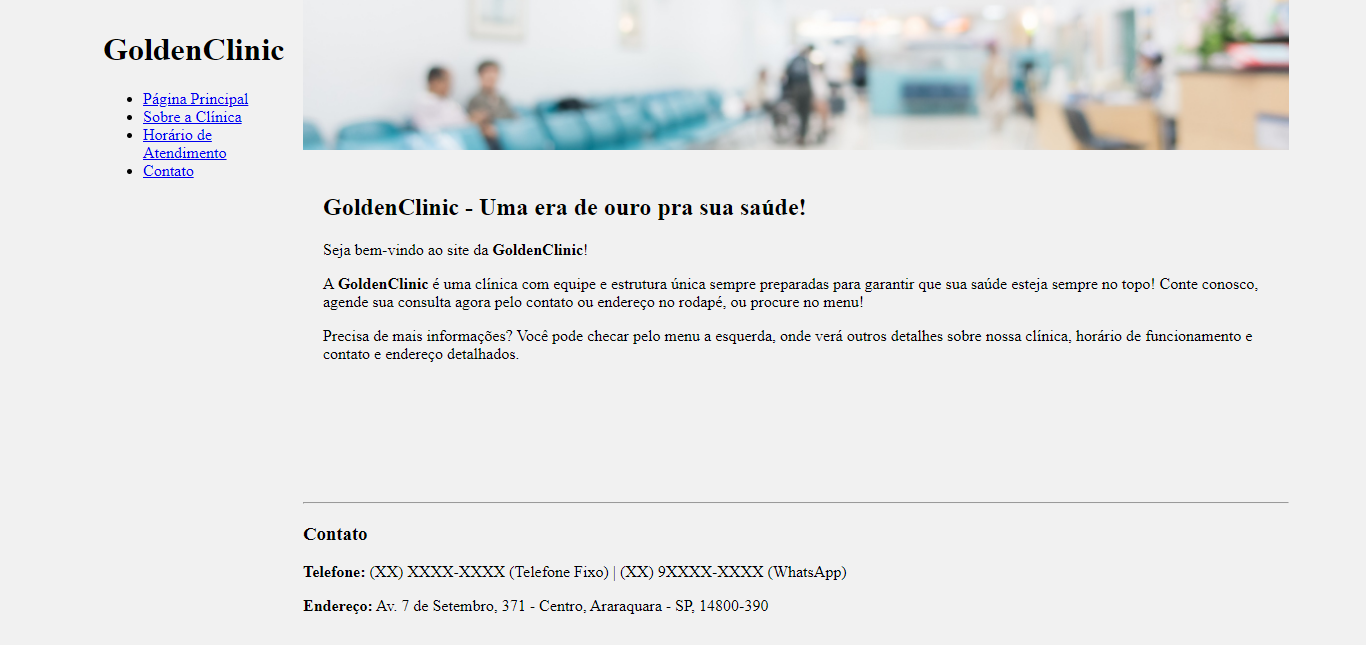 GoldenClinic
Página Principal
Sobre a Clínica
Horário de
Atendimento
Contato
GoldenClinic - Uma era de ouro pra sua saúde!
Seja bem-vindo ao site da GoldenClinic!
A GoldenClinic é uma clínica com equipe e estrutura única sempre preparadas para garantir que sua saúde esteja sempre no topo! Conte conosco,
agende sua consulta agora pelo contato ou endereço no rodapé, ou procure no menu!
Precisa de mais informações? Você pode checar pelo menu a esquerda, onde verá outros detalhes sobre nossa clínica, horário de funcionamento e
contato e endereço detalhados.
Contato
Telefone: (XX) XXXX-XXXX (Telefone Fixo) | (XX) 9XXXX-XXXX (WhatsApp)
Endereço: Av. 7 de Setembro, 371 - Centro, Araraquara - SP, 14800-390